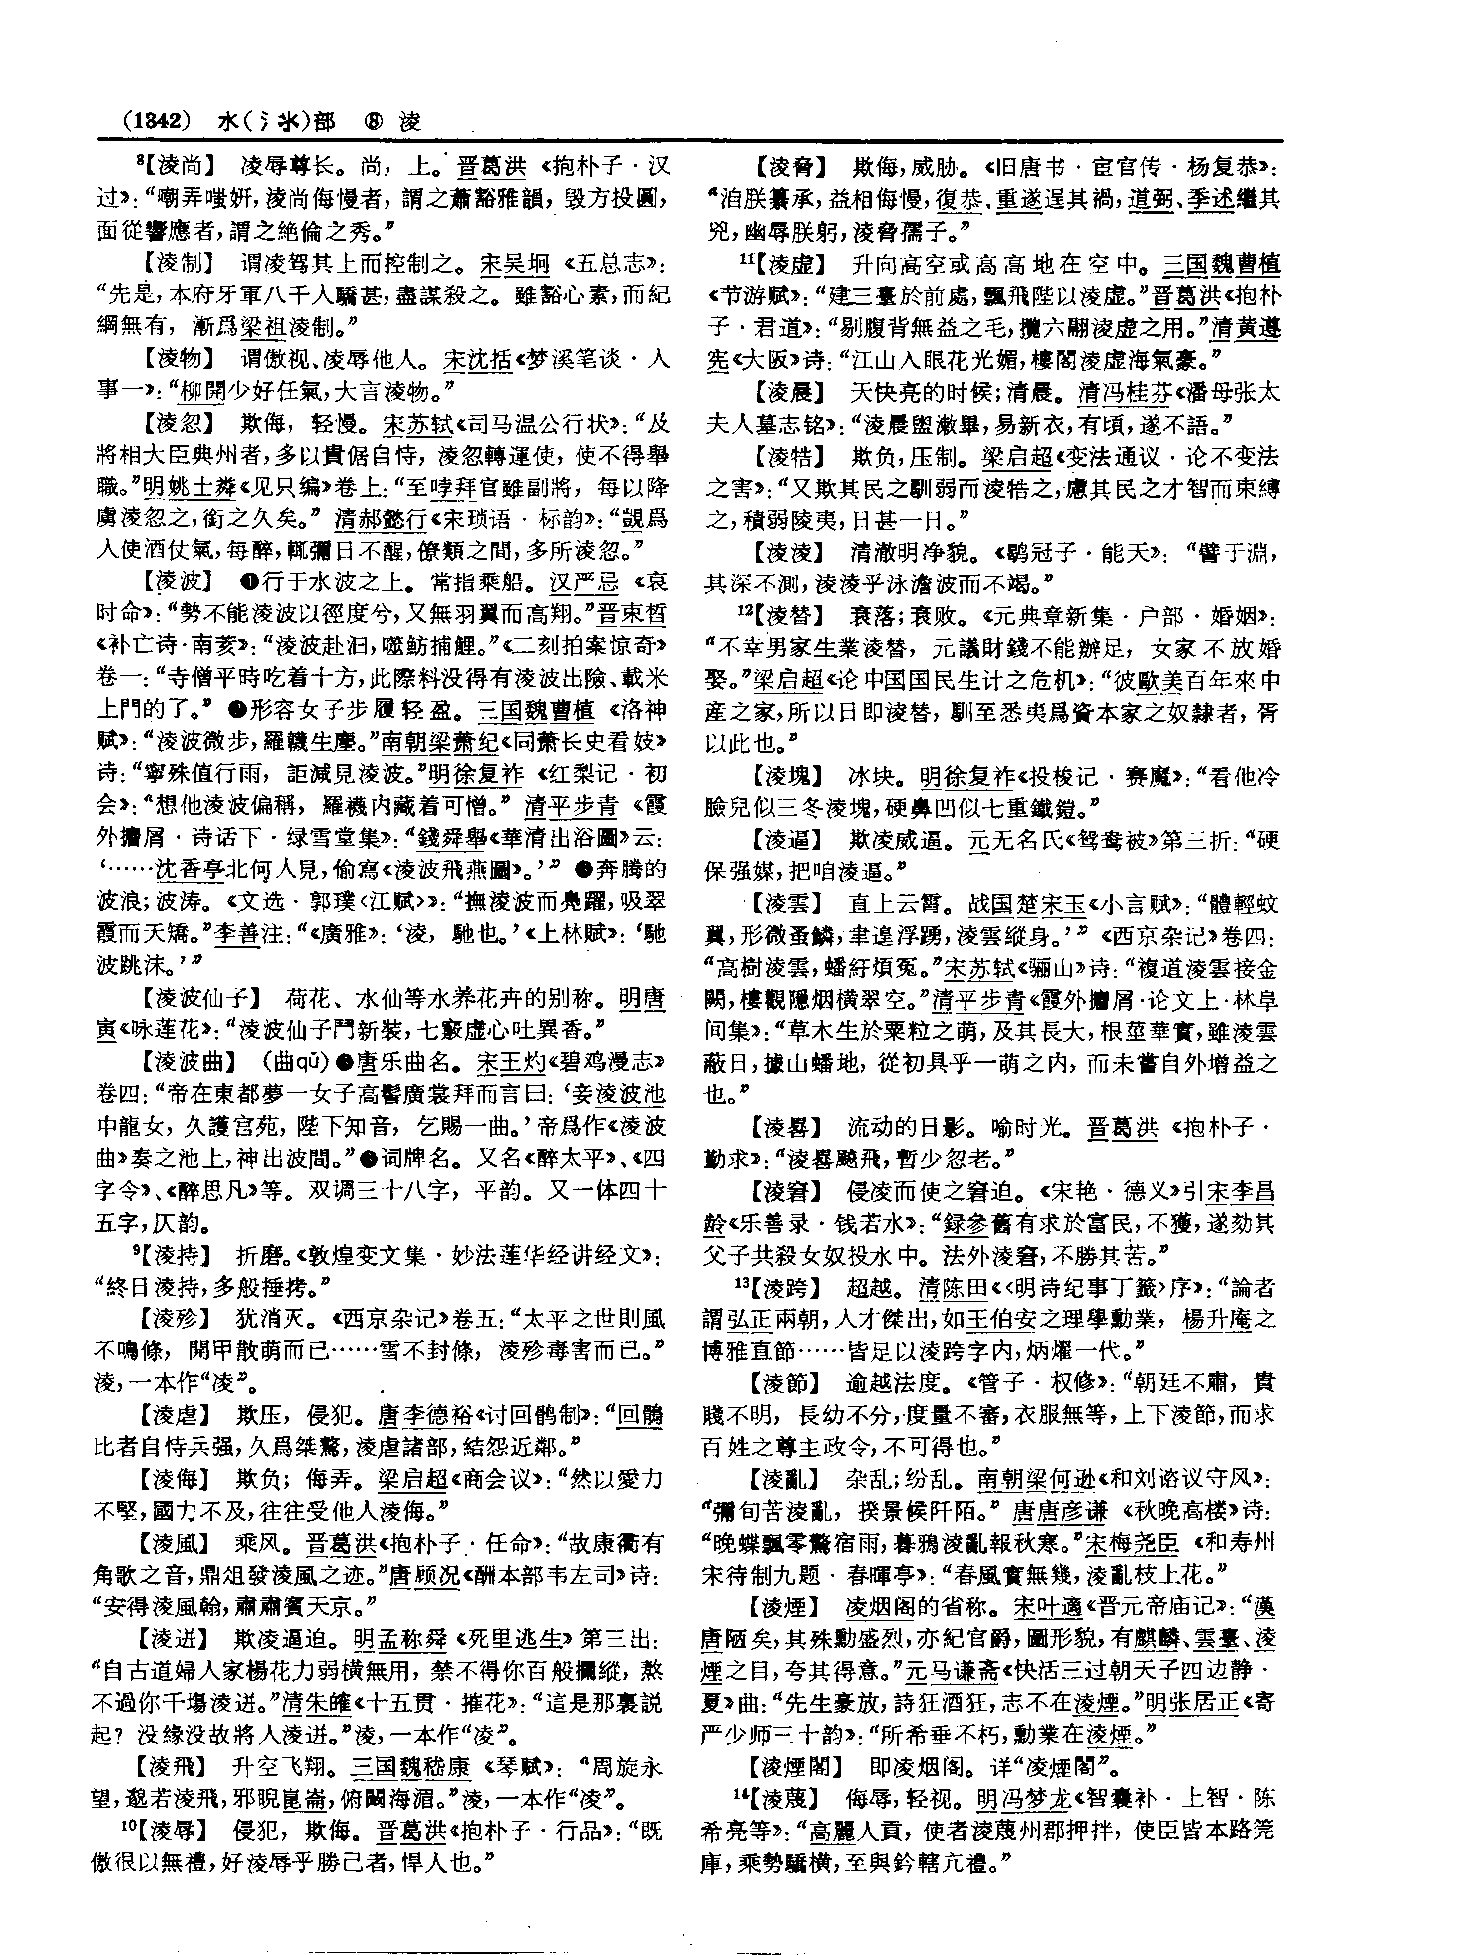 (1342) 水(氵氺)部 ⑧ 淩
⁸【淩尚】 凌辱尊长。尚，上。晋葛洪《抱朴子·汉
过》：“嘲弄嗤妍，淩尚侮慢者，謂之蕭豁雅韻，毁方投圓，
面從響應者，謂之絶倫之秀。”
【淩制】 谓凌驾其上而控制之。宋吴坰《五总志》：
“先是，本府牙軍八千人驕甚，盡謀殺之。雖豁心素，而紀
綱無有，漸爲梁祖淩制。”
【淩物】 谓傲视、凌辱他人。宋沈括《梦溪笔谈·人
事一》：“柳開少好任氣，大言淩物。”
【淩忽】 欺侮，轻慢。宋苏轼《司马温公行状》：“及
將相大臣典州者，多以貴倨自恃，淩忽轉運使，使不得舉
職。”明姚士粦《见只编》卷上：“至哱拜官雖副將，每以降
虜淩忽之，銜之久矣。”清郝懿行《宋琐语·标韵》：“覬爲
人使酒仗氣，每醉，輒彌日不醒，僚類之間，多所淩忽。”
【淩波】 ❶行于水波之上。常指乘船。汉严忌《哀
时命》：“勢不能淩波以徑度兮，又無羽翼而高翔。”晋束晳
《补亡诗·南荄》：“淩波赴汩，噬魴捕鯉。”《二刻拍案惊奇》
卷一：“寺僧平時吃着十方，此際料没得有淩波出險、載米
上門的了。”❷形容女子步履轻盈。三国魏曹植《洛神
赋》：“淩波微步，羅韈生塵。”南朝梁萧纪《同萧长史看妓》
诗：“寧殊值行雨，詎減見淩波。”明徐复祚《红梨记·初
会》：“想他淩波偏稱，羅襪内藏着可憎。”清平步青《霞
外攟屑·诗话下·绿雪堂集》：“錢舜舉《華清出浴圖》云：
‘……沈香亭北何人見，偷寫《淩波飛燕圖》。’”❸奔腾的
波浪；波涛。《文选·郭璞〈江赋〉》：“撫淩波而鳧躍，吸翠
霞而夭矯。”李善注：“《廣雅》：‘淩，馳也。’《上林賦》：‘馳
波跳沫。’”
【淩波仙子】 荷花、水仙等水养花卉的别称。明唐
寅《咏莲花》：“淩波仙子鬥新裝，七竅虚心吐異香。”
【淩波曲】 (曲qǔ)❶唐乐曲名。宋王灼《碧鸡漫志》
卷四：“帝在東都夢一女子高髻廣裳拜而言曰：‘妾淩波池
中龍女，久護宫苑，陛下知音，乞賜一曲。’帝爲作《淩波
曲》奏之池上，神出波間。”❷词牌名。又名《醉太平》、《四
字令》、《醉思凡》等。双调三十八字，平韵。又一体四十
五字，仄韵。
⁹【淩持】 折磨。《敦煌变文集·妙法莲华经讲经文》：
“終日淩持，多般捶拷。”
【淩殄】 犹消灭。《西京杂记》卷五：“太平之世則風
不鳴條，開甲散萌而已……雪不封條，淩殄毒害而已。”
淩，一本作“凌”。
【淩虐】 欺压，侵犯。唐李德裕《讨回鹘制》：“回鶻
比者自恃兵强，久爲桀驁，淩虐諸部，結怨近鄰。”
【淩侮】 欺负；侮弄。梁启超《商会议》：“然以愛力
不堅，國力不及，往往受他人淩侮。”
【淩風】 乘风。晋葛洪《抱朴子·任命》：“故康衢有
角歌之音，鼎俎發淩風之迹。”唐顾况《酬本部韦左司》诗：
“安得淩風翰，肅肅賓天京。”
【淩迸】 欺凌逼迫。明孟称舜《死里逃生》第三出：
“自古道婦人家楊花力弱横無用，禁不得你百般攔縱，熬
不過你千場淩迸。”清朱㿥《十五贯·摧花》：“這是那裏説
起？没緣没故將人淩迸。”淩，一本作“凌”。
【淩飛】 升空飞翔。三国魏嵇康《琴赋》：“周旋永
望，邈若淩飛，邪睨崑崙，俯闞海湄。”淩，一本作“凌”。
¹⁰【淩辱】 侵犯，欺侮。晋葛洪《抱朴子·行品》：“既
傲很以無禮，好淩辱乎勝己者，悍人也。”
【淩脅】 欺侮，威胁。《旧唐书·宦官传·杨复恭》：
“洎朕纂承，益相侮慢，復恭、重遂逞其禍，道弼、季述繼其
兇，幽辱朕躬，淩脅孺子。”
¹¹【淩虚】 升向高空或高高地在空中。三国魏曹植
《节游赋》：“建三臺於前處，飄飛陛以淩虚。”晋葛洪《抱朴
子·君道》：“剔腹背無益之毛，攬六翮淩虚之用。”清黄遵
宪《大阪》诗：“江山入眼花光媚，樓閣淩虚海氣豪。”
【淩晨】 天快亮的时候；清晨。清冯桂芬《潘母张太
夫人墓志铭》：“淩晨盥漱畢，易新衣，有頃，遂不語。”
【淩牿】 欺负，压制。梁启超《变法通议·论不变法
之害》：“又欺其民之馴弱而淩牿之，慮其民之才智而束縛
之，積弱陵夷，日甚一日。”
【淩淩】 清澈明净貌。《鹖冠子·能天》：“譬于淵，
其深不測，淩淩乎泳澹波而不竭。”
¹²【淩替】 衰落；衰败。《元典章新集·户部·婚姻》：
“不幸男家生業淩替，元議財錢不能辦足，女家不放婚
娶。”梁启超《论中国国民生计之危机》：“彼歐美百年來中
産之家，所以日即淩替，馴至悉夷爲資本家之奴隸者，胥
以此也。”
【淩塊】 冰块。明徐复祚《投梭记·赛魔》：“看他冷
臉兒似三冬淩塊，硬鼻凹似七重鐵鎧。”
【淩逼】 欺凌威逼。元无名氏《鸳鸯被》第三折：“硬
保强媒，把咱淩逼。”
【淩雲】 直上云霄。战国楚宋玉《小言赋》：“體輕蚊
翼，形微蚤鱗，聿遑浮踴，淩雲縱身。’”《西京杂记》卷四：
“高樹淩雲，蟠紆煩冤。”宋苏轼《骊山》诗：“複道淩雲接金
闕，樓觀隱烟横翠空。”清平步青《霞外攟屑·论文上·林阜
间集》：“草木生於粟粒之萌，及其長大，根莖華實，雖淩雲
蔽日，據山蟠地，從初具乎一萌之内，而未嘗自外增益之
也。”
【淩晷】 流动的日影。喻时光。晋葛洪《抱朴子·
勤求》：“淩晷飈飛，暫少忽老。”
【淩窘】 侵凌而使之窘迫。《宋艳·德义》引宋李昌
龄《乐善录·钱若水》：“録參舊有求於富民，不獲，遂劾其
父子共殺女奴投水中。法外淩窘，不勝其苦。”
¹³【淩跨】 超越。清陈田《〈明诗纪事丁籤〉序》：“論者
謂弘正兩朝，人才傑出，如王伯安之理學勳業，楊升庵之
博雅直節……皆足以淩跨宇内，炳燿一代。”
【淩節】 逾越法度。《管子·权修》：“朝廷不肅，貴
賤不明，長幼不分，度量不審，衣服無等，上下淩節，而求
百姓之尊主政令，不可得也。”
【淩亂】 杂乱；纷乱。南朝梁何逊《和刘谘议守风》：
“彌旬苦淩亂，揆景候阡陌。”唐唐彦谦《秋晚高楼》诗：
“晚蝶飄零驚宿雨，暮鴉淩亂報秋寒。”宋梅尧臣《和寿州
宋待制九题·春暉亭》：“春風實無幾，淩亂枝上花。”
【淩煙】 凌烟阁的省称。宋叶適《晋元帝庙记》：“漢
唐陋矣，其殊勳盛烈，亦紀官爵，圖形貌，有麒麟、雲臺、淩
煙之目，夸其得意。”元马谦斋《快活三过朝天子四边静·
夏》曲：“先生豪放，詩狂酒狂，志不在淩煙。”明张居正《寄
严少师三十韵》：“所希垂不朽，勳業在淩煙。”
【淩煙閣】 即凌烟阁。详“凌煙閣”。
¹⁴【淩蔑】 侮辱，轻视。明冯梦龙《智囊补·上智·陈
希亮等》：“高麗人貢，使者淩蔑州郡押拌，使臣皆本路筦
庫，乘勢驕横，至與鈐轄亢禮。”